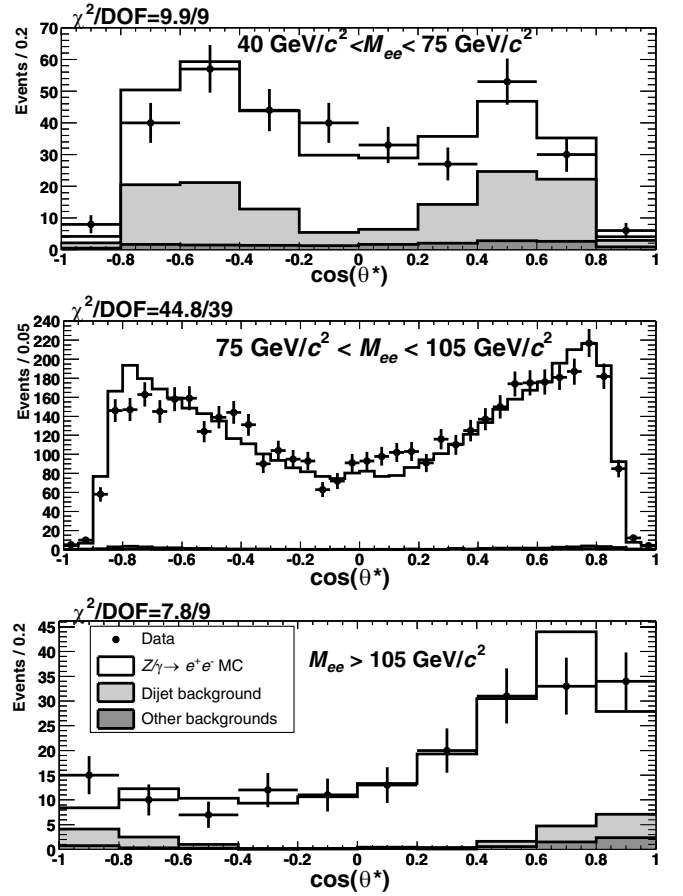 χ²/DOF=9.9/9
40 GeV/c² <M_ee < 75 GeV/c²
Events / 0.2
70
60
50
40
30
20
10
0
-1 -0.8 -0.6 -0.4 -0.2 0 0.2 0.4 0.6 0.8 1
cos(θ*)
χ²/DOF=44.8/39
75 GeV/c² < M_ee < 105 GeV/c²
Events / 0.05
240
220
200
180
160
140
120
100
80
60
40
20
0
-1 -0.8 -0.6 -0.4 -0.2 0 0.2 0.4 0.6 0.8 1
cos(θ*)
χ²/DOF=7.8/9
M_ee > 105 GeV/c²
Events / 0.2
45
40
35
30
25
20
15
10
5
0
Data
Z/γ→ e⁺e⁻ MC
Dijet background
Other backgrounds
-1 -0.8 -0.6 -0.4 -0.2 0 0.2 0.4 0.6 0.8 1
cos(θ*)